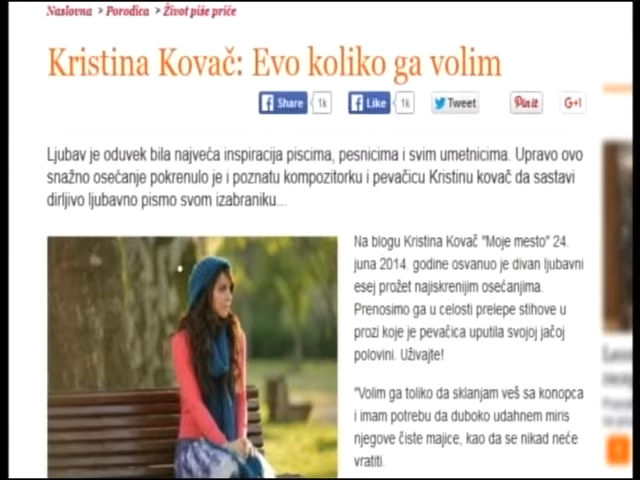 Naslovna > Porodica > Život piše priče
Kristina Kovač: Evo koliko ga volim
Share 1k Like 1k Tweet Pin it G+1
Ljubav je oduvek bila najveća inspiracija piscima, pesnicima i svim umetnicima. Upravo ovo
snažno osećanje pokrenulo je i poznatu kompozitorku i pevačicu Kristinu kovač da sastavi
dirljivo ljubavno pismo svom izabraniku...
Na blogu Kristina Kovač "Moje mesto" 24.
juna 2014. godine osvanuo je divan ljubavni
esej prožet najiskrenijim osećanjima.
Prenosimo ga u celosti prelepe stihove u
prozi koje je pevačica uputila svojoj jačoj
polovini. Uživajte!
"Volim ga toliko da sklanjam veš sa konopca
i imam potrebu da duboko udahnem miris
njegove čiste majice, kao da se nikad neće
vratiti.